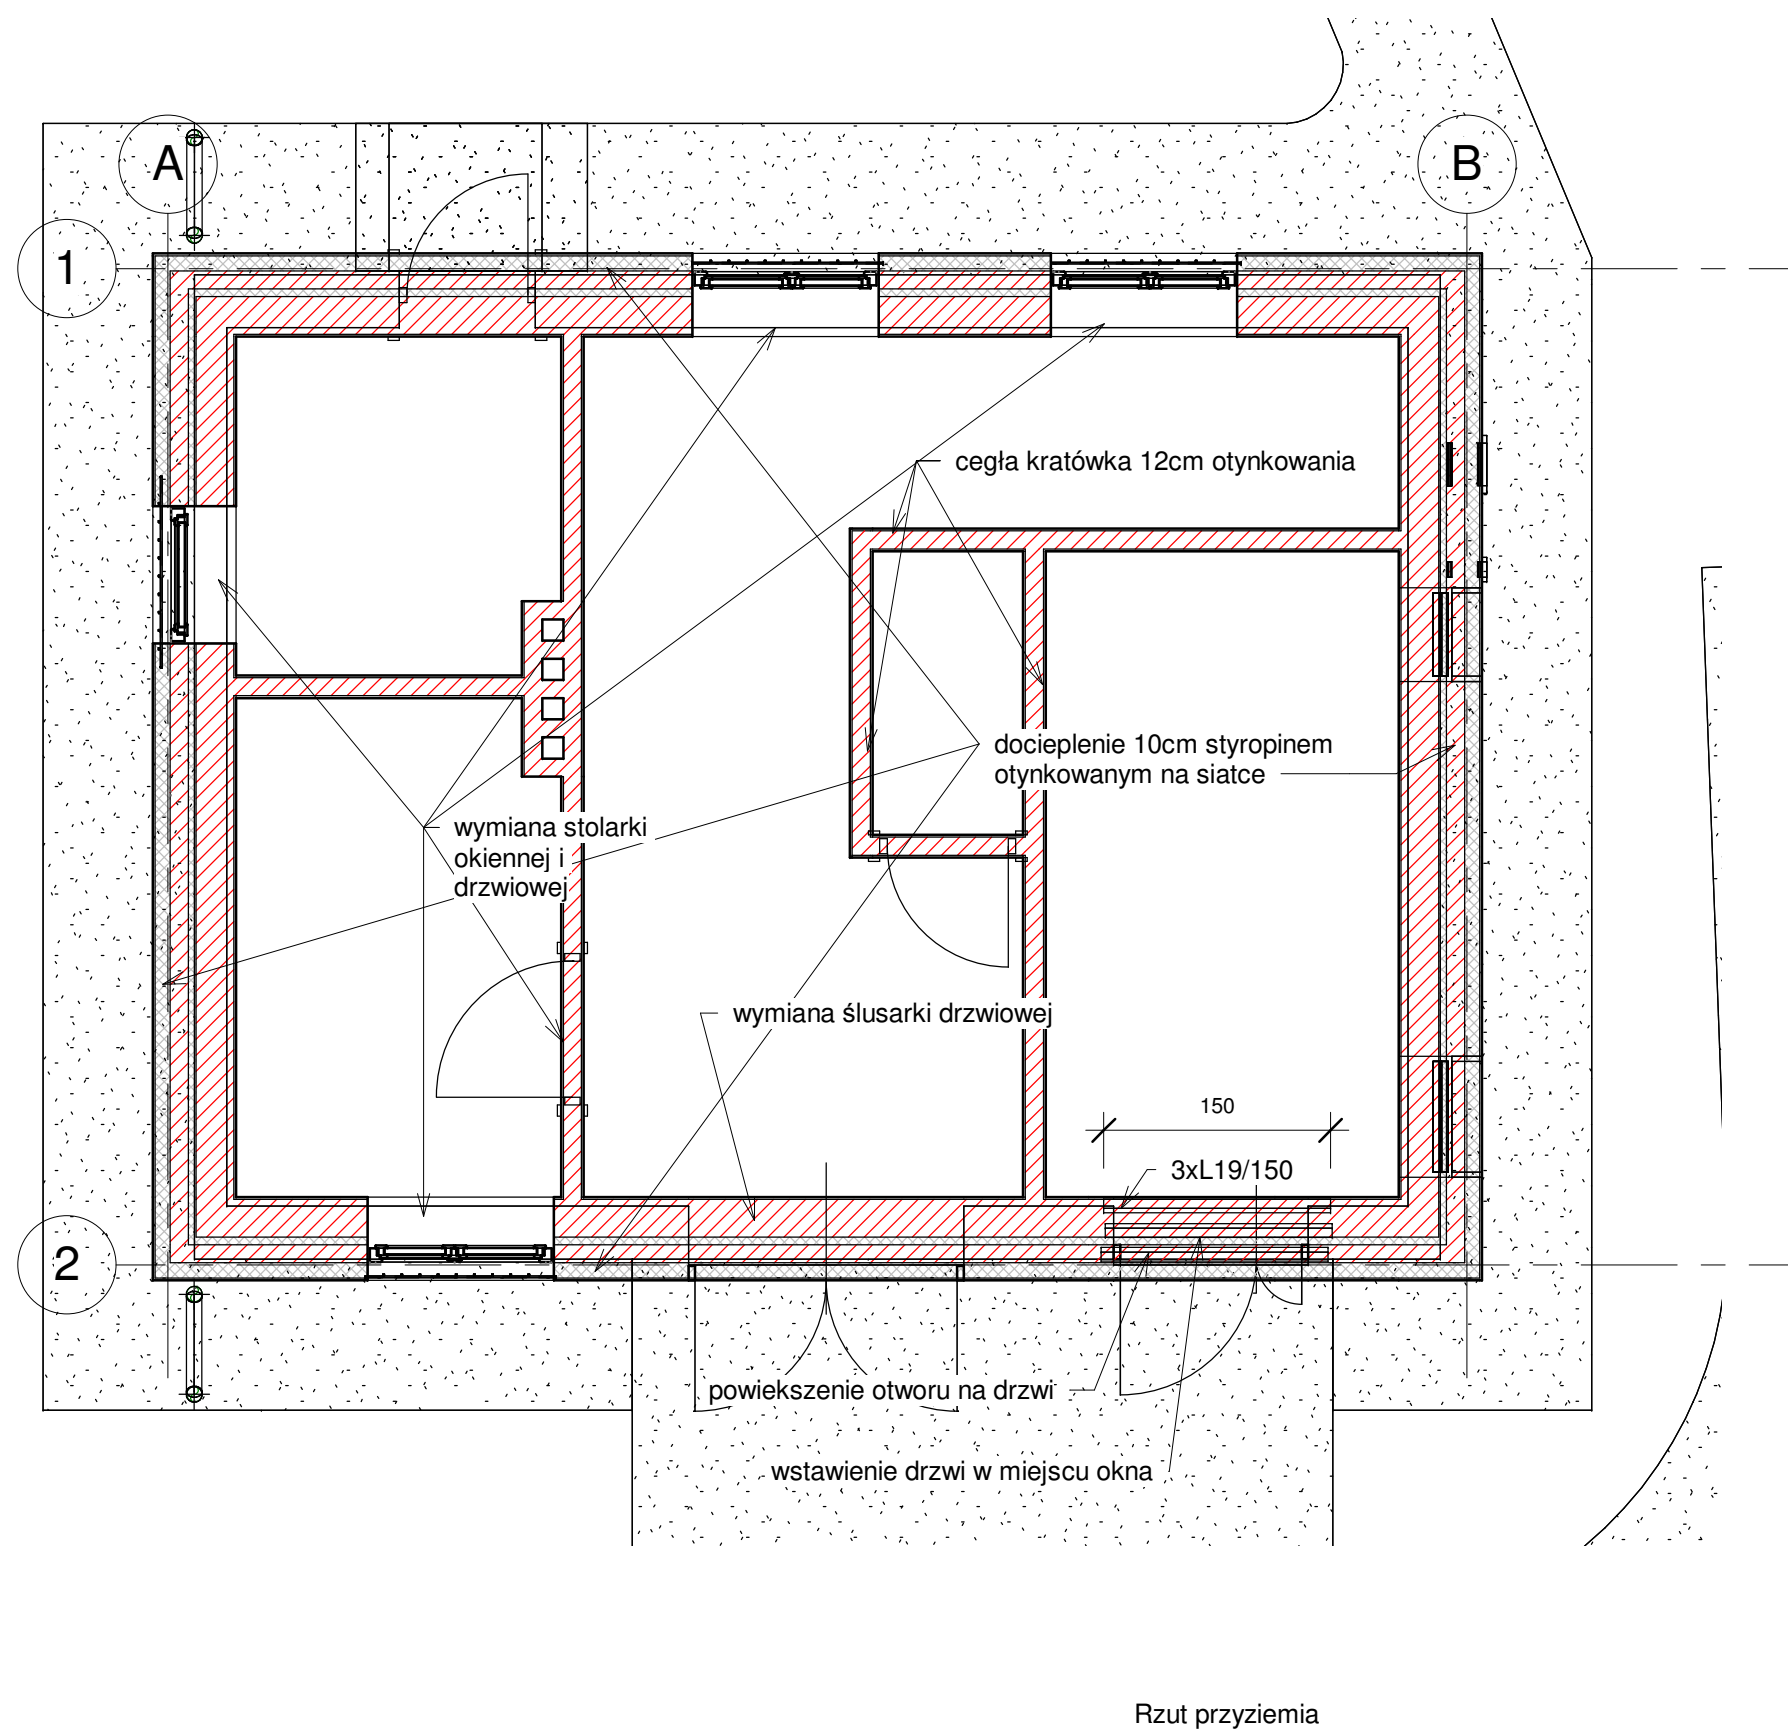 A
B
1
cegła kratówka 12cm otynkowania
docieplenie 10cm styropinem
otynkowanym na siatce
wymiana stolarki
okiennej i
drzwiowej
wymiana ślusarki drzwiowej
150
3xL19/150
2
powiekszenie otworu na drzwi
wstawienie drzwi w miejscu okna
Rzut przyziemia